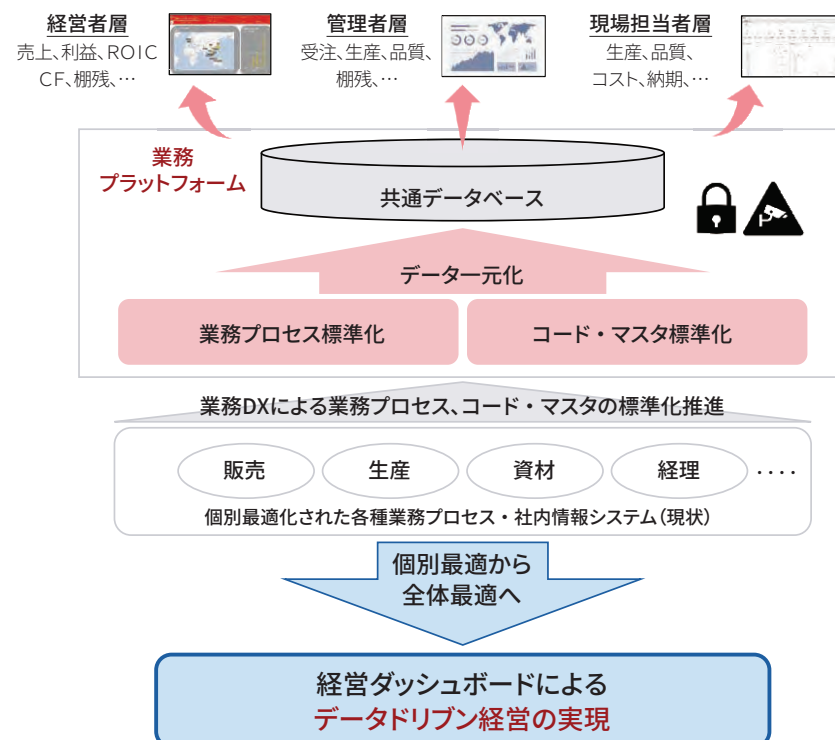 経営者層
売上、利益、ROIC
CF、棚残、…
管理者層
受注、生産、品質、
棚残、…
現場担当者層
生産、品質、
コスト、納期、…
業務
プラットフォーム
共通データベース
データ一元化
業務プロセス標準化
コード・マスタ標準化
業務DXによる業務プロセス、コード・マスタの標準化推進
販売
生産
資材
経理
････
個別最適化された各種業務プロセス・社内情報システム(現状)
個別最適から
全体最適へ
経営ダッシュボードによる
データドリブン経営の実現